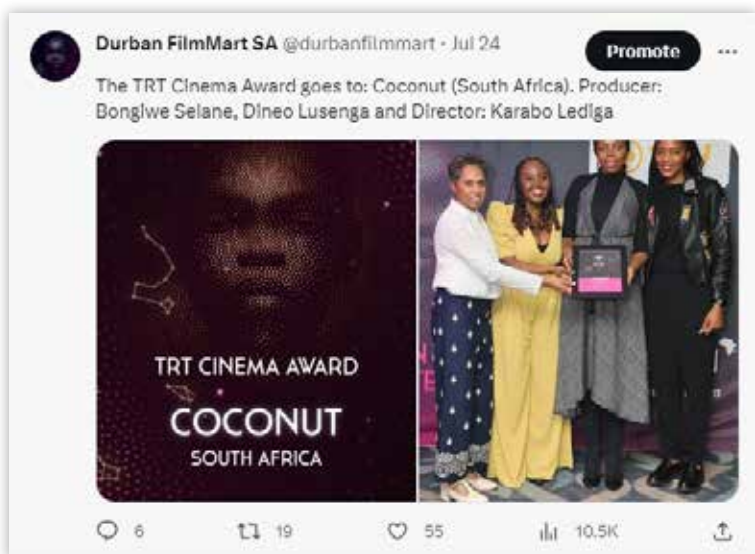 Durban FilmMart SA @durbanfilmmart · Jul 24
Promote
The TRT Cinema Award goes to: Coconut (South Africa). Producer:
Bongiwe Selane, Dineo Lusenga and Director: Karabo Lediga
TRT CINEMA AWARD
COCONUT
SOUTH AFRICA
6
19
55
10.5K